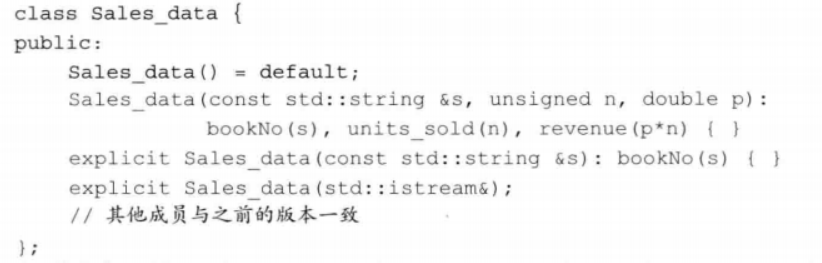 class Sales_data {
public:
    Sales_data() = default;
    Sales_data(const std::string &s, unsigned n, double p):
               bookNo(s), units_sold(n), revenue(p*n) { }
    explicit Sales_data(const std::string &s): bookNo(s) { }
    explicit Sales_data(std::istream&);
    // 其他成员与之前的版本一致
};